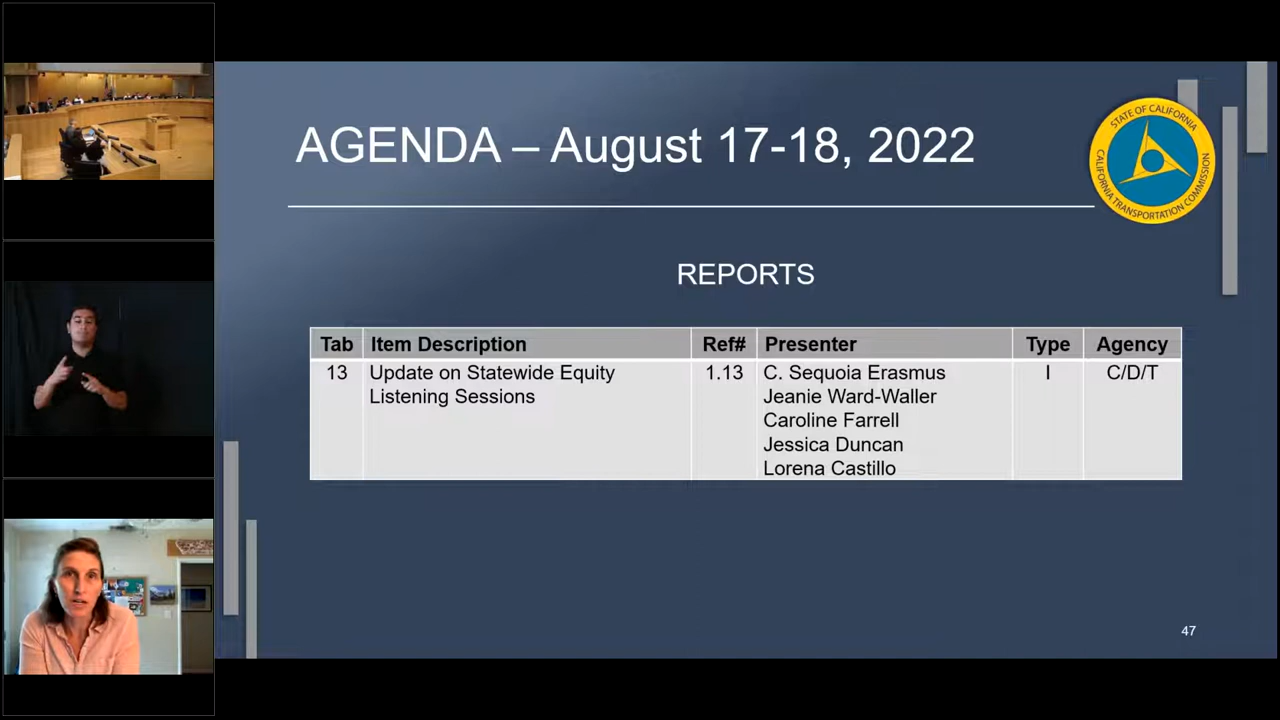 AGENDA – August 17-18, 2022
STATE OF CALIFORNIA
CALIFORNIA TRANSPORTATION COMMISSION
REPORTS
Tab Item Description Ref# Presenter Type Agency
13 Update on Statewide Equity 1.13 C. Sequoia Erasmus I C/D/T
Listening Sessions Jeanie Ward-Waller
Caroline Farrell
Jessica Duncan
Lorena Castillo
47